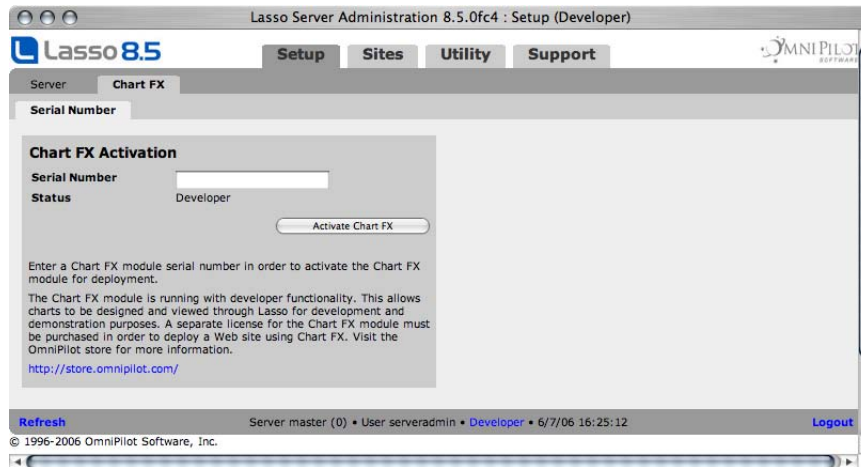 Lasso Server Administration 8.5.0fc4 : Setup (Developer)
Lasso 8.5
Setup
Sites
Utility
Support
OMNIPILOT
SOFTWARE
Server
Chart FX
Serial Number
Chart FX Activation
Serial Number
Status Developer
Activate Chart FX
Enter a Chart FX module serial number in order to activate the Chart FX
module for deployment.
The Chart FX module is running with developer functionality. This allows
charts to be designed and viewed through Lasso for development and
demonstration purposes. A separate license for the Chart FX module must
be purchased in order to deploy a Web site using Chart FX. Visit the
OmniPilot store for more information.
http://store.omnipilot.com/
Refresh
Server master (0) • User serveradmin • Developer • 6/7/06 16:25:12
Logout
© 1996-2006 OmniPilot Software, Inc.